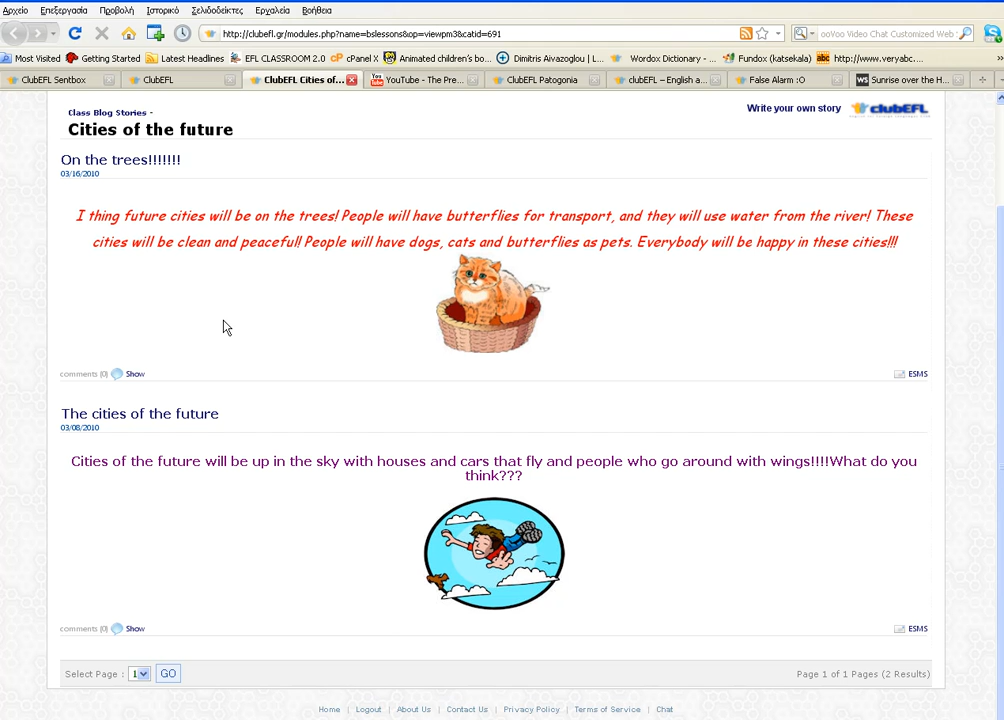 Αρχείο Επεξεργασία Προβολή Ιστορικό Σελιδοδείκτες Εργαλεία Βοήθεια
http://clubefl.gr/modules.php?name=bslessons&op=viewpm3&catid=691
ooVoo Video Chat Customized Web
Most Visited Getting Started Latest Headlines EFL CLASSROOM 2.0 cPanel X Animated children's bo... Dimitris Aivazoglou | L... Wordox Dictionary - ... Fundox (katsekala) http://www.veryabc...
ClubEFL Sentbox ClubEFL ClubEFL Cities of... YouTube - The Pre... ClubEFL Patogonia clubEFL – English a... False Alarm :O Sunrise over the H...
Class Blog Stories -
Write your own story clubEFL
Cities of the future
On the trees!!!!!!!
03/16/2010
I thing future cities will be on the trees! People will have butterflies for transport, and they will use water from the river! These
cities will be clean and peaceful! People will have dogs, cats and butterflies as pets. Everybody will be happy in these cities!!!
comments (0) Show ESMS
The cities of the future
03/08/2010
Cities of the future will be up in the sky with houses and cars that fly and people who go around with wings!!!!What do you
think???
comments (0) Show ESMS
Select Page : 1 GO Page 1 of 1 Pages (2 Results)
Home | Logout | About Us | Contact Us | Privacy Policy | Terms of Service | Chat